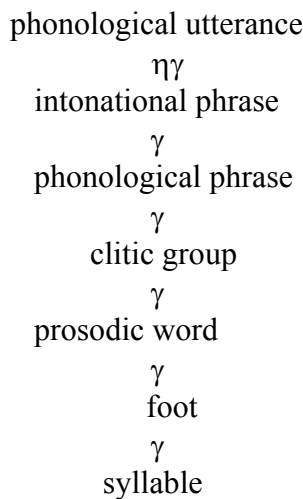 phonological utterance
ηγ
intonational phrase
γ
phonological phrase
γ
clitic group
γ
prosodic word
γ
foot
γ
syllable